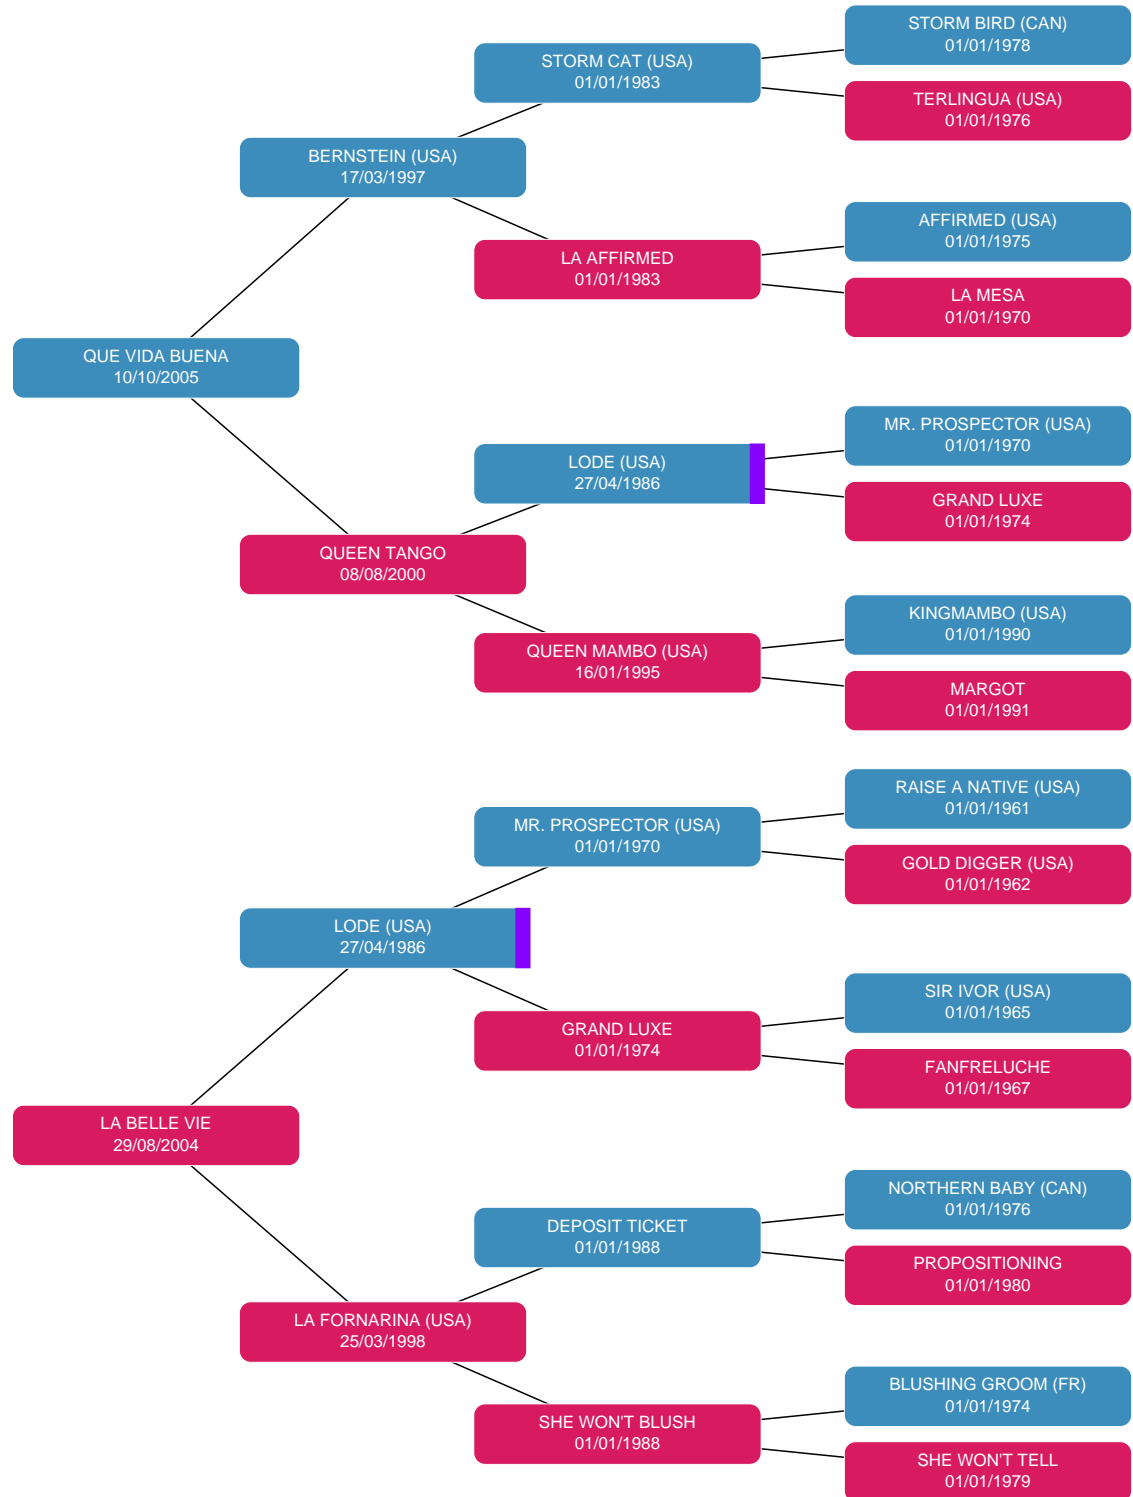 STORM BIRD (CAN)
01/01/1978
STORM CAT (USA)
01/01/1983
TERLINGUA (USA)
01/01/1976
BERNSTEIN (USA)
17/03/1997
AFFIRMED (USA)
01/01/1975
LA AFFIRMED
01/01/1983
LA MESA
01/01/1970
QUE VIDA BUENA
10/10/2005
MR. PROSPECTOR (USA)
01/01/1970
LODE (USA)
27/04/1986
GRAND LUXE
01/01/1974
QUEEN TANGO
08/08/2000
KINGMAMBO (USA)
01/01/1990
QUEEN MAMBO (USA)
16/01/1995
MARGOT
01/01/1991
RAISE A NATIVE (USA)
01/01/1961
MR. PROSPECTOR (USA)
01/01/1970
GOLD DIGGER (USA)
01/01/1962
LODE (USA)
27/04/1986
SIR IVOR (USA)
01/01/1965
GRAND LUXE
01/01/1974
FANFRELUCHE
01/01/1967
LA BELLE VIE
29/08/2004
NORTHERN BABY (CAN)
01/01/1976
DEPOSIT TICKET
01/01/1988
PROPOSITIONING
01/01/1980
LA FORNARINA (USA)
25/03/1998
BLUSHING GROOM (FR)
01/01/1974
SHE WON'T BLUSH
01/01/1988
SHE WON'T TELL
01/01/1979